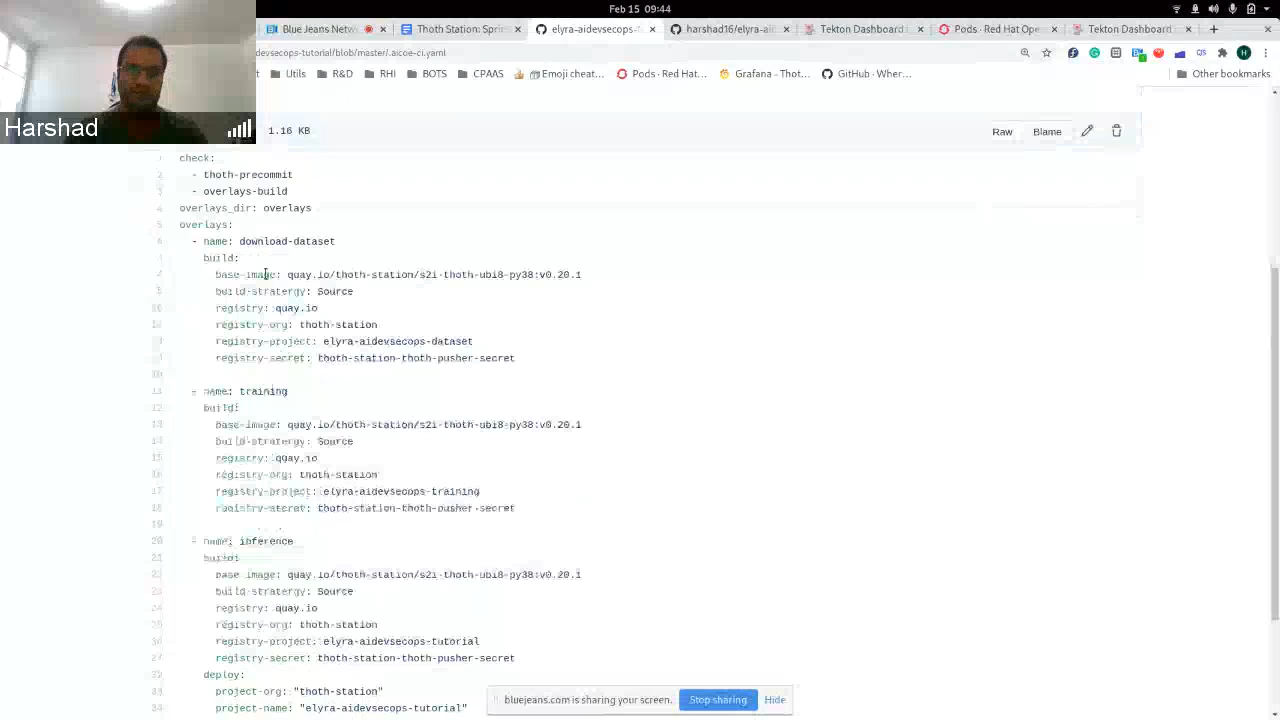 Feb 15 09:44
Blue Jeans Netw
Thoth Station: Spri
elyra-aidevsecops-
harshad16/elyra-ai
Tekton Dashboard
Pods · Red Hat Ope
Tekton Dashboard
devsecops-tutorial/blob/master/.aicoe-ci.yaml
Utils
R&D
RHI
BOTS
CPAAS
Emoji cheat…
Pods · Red Hat…
Grafana - Thot…
GitHub · Wher…
Other bookmarks
Harshad
1.16 KB
Raw
Blame
check:
- thoth-precommit
- overlays-build
overlays_dir: overlays
overlays:
- name: download-dataset
build:
base-image: quay.io/thoth-station/s2i-thoth-ubi8-py38:v0.20.1
build-stratergy: Source
registry: quay.io
registry-org: thoth-station
registry-project: elyra-aidevsecops-dataset
registry-secret: thoth-station-thoth-pusher-secret
- name: training
build:
base-image: quay.io/thoth-station/s2i-thoth-ubi8-py38:v0.20.1
build-stratergy: Source
registry: quay.io
registry-org: thoth-station
registry-project: elyra-aidevsecops-training
registry-secret: thoth-station-thoth-pusher-secret
- name: inference
build:
base-image: quay.io/thoth-station/s2i-thoth-ubi8-py38:v0.20.1
build-stratergy: Source
registry: quay.io
registry-org: thoth-station
registry-project: elyra-aidevsecops-tutorial
registry-secret: thoth-station-thoth-pusher-secret
deploy:
project-org: "thoth-station"
project-name: "elyra-aidevsecops-tutorial"
bluejeans.com is sharing your screen.
Stop sharing
Hide